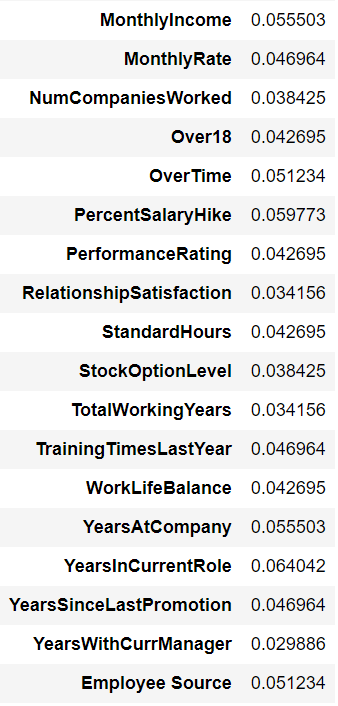 MonthlyIncome 0.055503
MonthlyRate 0.046964
NumCompaniesWorked 0.038425
Over18 0.042695
OverTime 0.051234
PercentSalaryHike 0.059773
PerformanceRating 0.042695
RelationshipSatisfaction 0.034156
StandardHours 0.042695
StockOptionLevel 0.038425
TotalWorkingYears 0.034156
TrainingTimesLastYear 0.046964
WorkLifeBalance 0.042695
YearsAtCompany 0.055503
YearsInCurrentRole 0.064042
YearsSinceLastPromotion 0.046964
YearsWithCurrManager 0.029886
Employee Source 0.051234